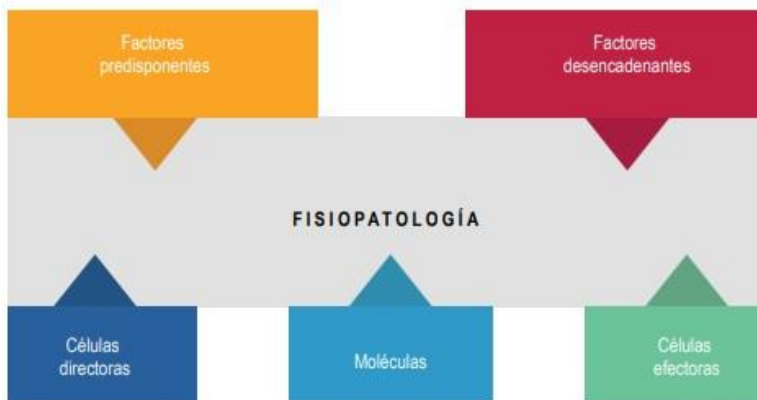 Factores
predisponentes
Factores
desencadenantes
FISIOPATOLOGÍA
Células
directoras
Moléculas
Células
efectoras